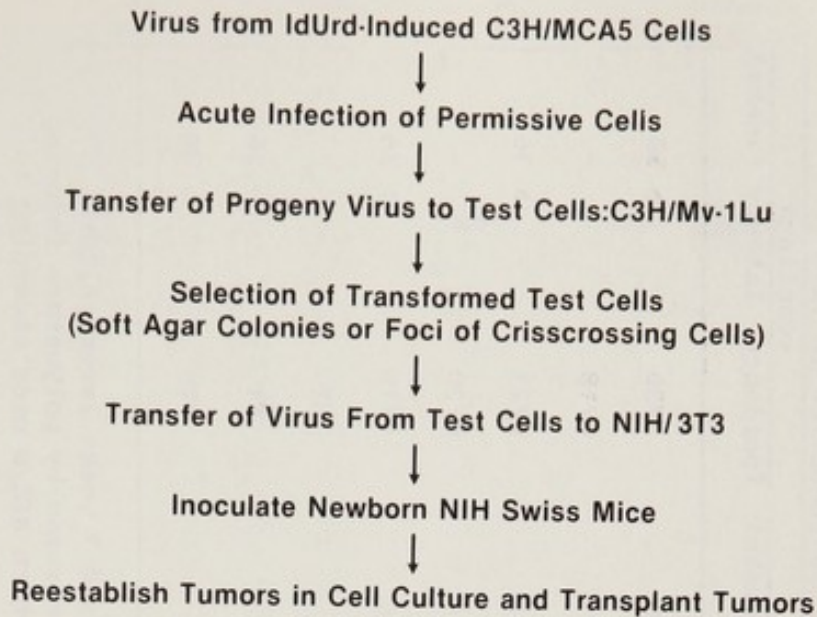 Virus from IdUrd-Induced C3H/MCA5 Cells
Acute Infection of Permissive Cells
Transfer of Progeny Virus to Test Cells:C3H/Mv-1Lu
Selection of Transformed Test Cells
(Soft Agar Colonies or Foci of Crisscrossing Cells)
Transfer of Virus From Test Cells to NIH/3T3
Inoculate Newborn NIH Swiss Mice
Reestablish Tumors in Cell Culture and Transplant Tumors